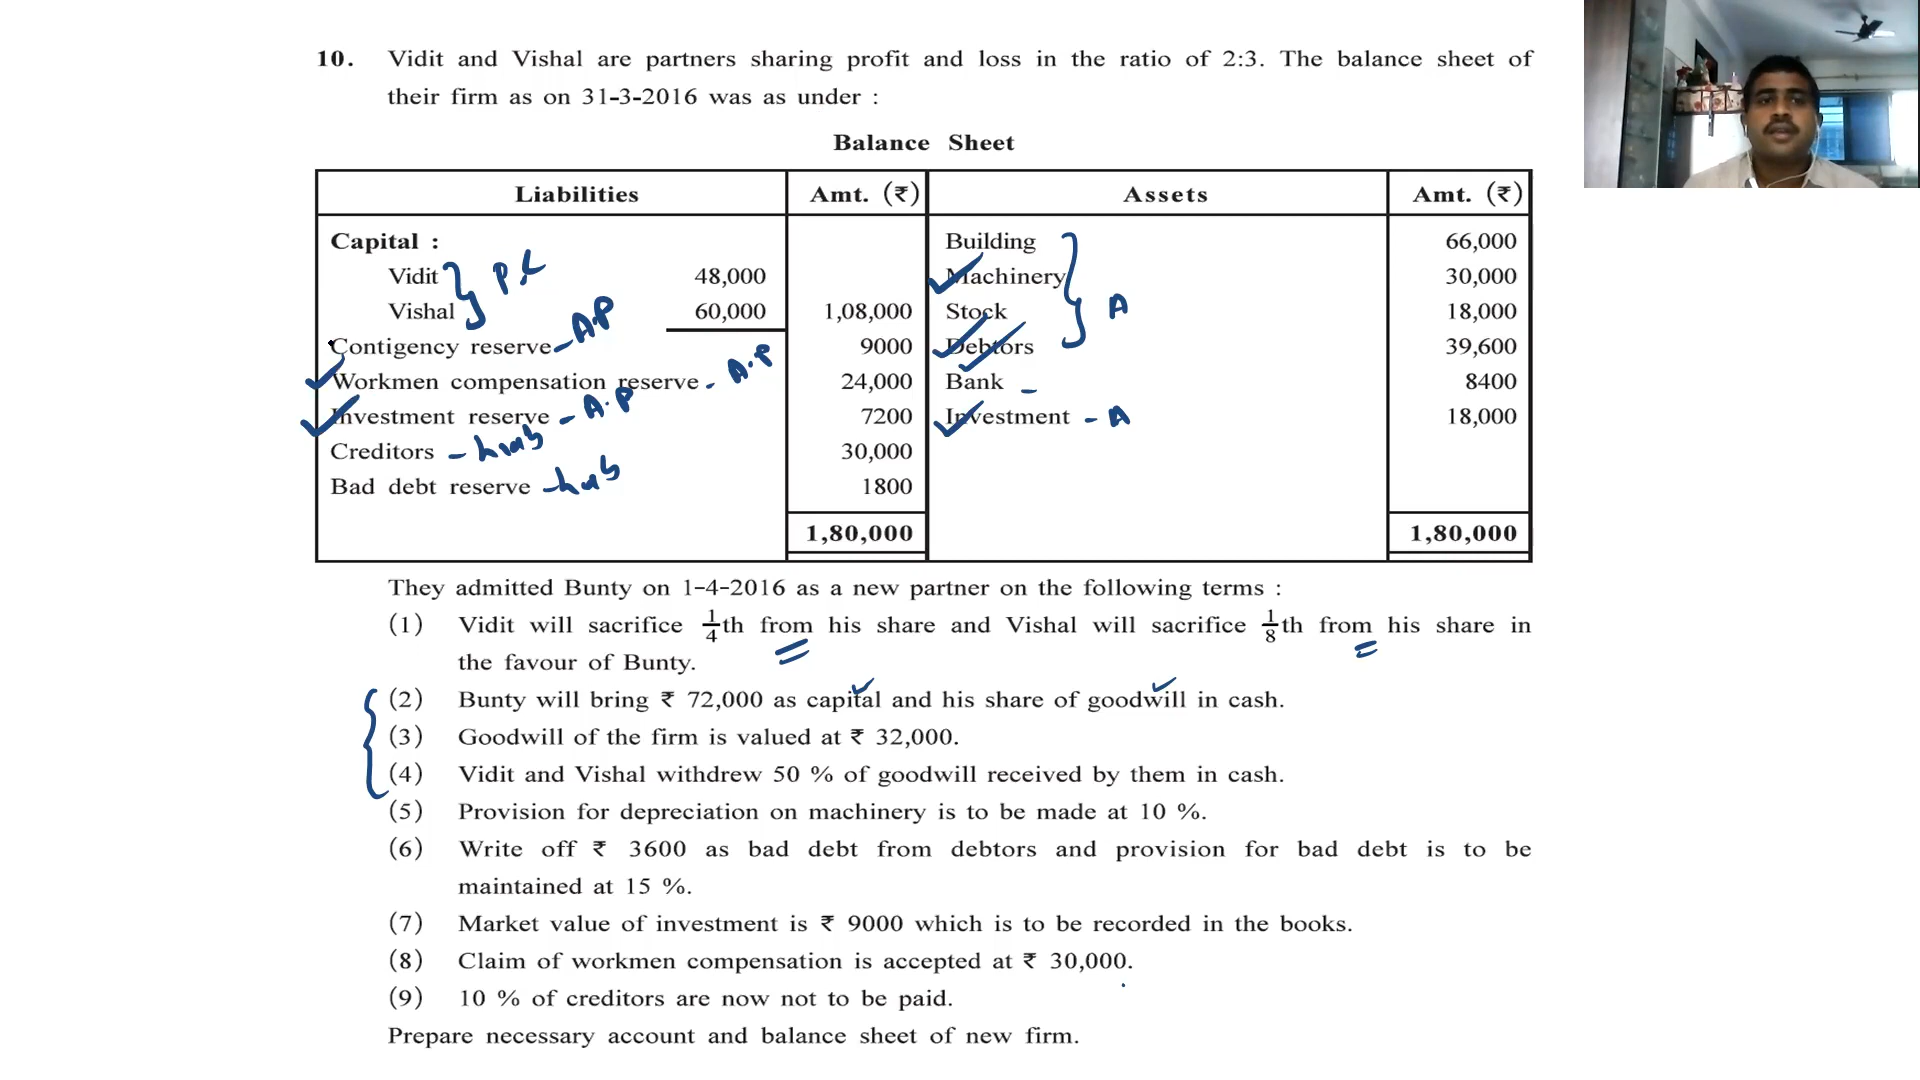 10. Vidit and Vishal are partners sharing profit and loss in the ratio of 2:3. The balance sheet of
their firm as on 31-3-2016 was as under :
Balance Sheet
Liabilities Amt. (₹) Assets Amt. (₹)
Capital : Building 66,000
Vidit 48,000 Machinery 30,000
P,L
Vishal 60,000 1,08,000 Stock 18,000
A
Contigency reserve 9000 Debtors 39,600
A.P
Workmen compensation reserve 24,000 Bank 8400
A.P
Investment reserve 7200 Investment 18,000
A.P A
Creditors 30,000
Bad debt reserve 1800
1,80,000 1,80,000
They admitted Bunty on 1-4-2016 as a new partner on the following terms :
(1) Vidit will sacrifice 1/4th from his share and Vishal will sacrifice 1/8th from his share in
the favour of Bunty.
(2) Bunty will bring ₹ 72,000 as capital and his share of goodwill in cash.
(3) Goodwill of the firm is valued at ₹ 32,000.
(4) Vidit and Vishal withdrew 50 % of goodwill received by them in cash.
(5) Provision for depreciation on machinery is to be made at 10 %.
(6) Write off ₹ 3600 as bad debt from debtors and provision for bad debt is to be
maintained at 15 %.
(7) Market value of investment is ₹ 9000 which is to be recorded in the books.
(8) Claim of workmen compensation is accepted at ₹ 30,000.
(9) 10 % of creditors are now not to be paid.
Prepare necessary account and balance sheet of new firm.